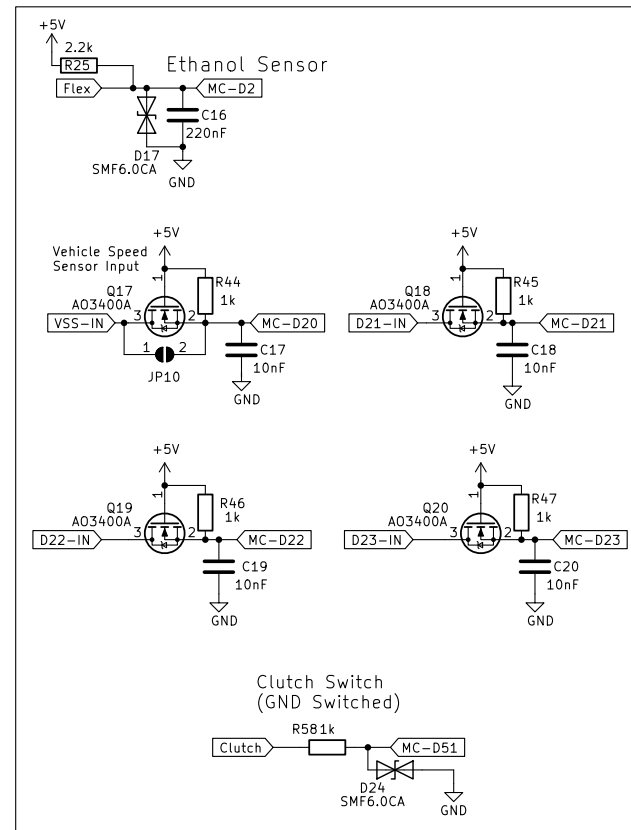 +5V
2.2k
R25
Ethanol Sensor
Flex
MC-D2
C16
220nF
D17
SMF6.0CA
GND
+5V
Vehicle Speed
Sensor Input
1
R44
1k
Q17
AO3400A
VSS-IN
3
2
MC-D20
1 2
JP10
C17
10nF
GND
+5V
1
R45
1k
Q18
AO3400A
D21-IN
3
2
MC-D21
C18
10nF
GND
+5V
1
R46
1k
Q19
AO3400A
D22-IN
3
2
MC-D22
C19
10nF
GND
+5V
1
R47
1k
Q20
AO3400A
D23-IN
3
2
MC-D23
C20
10nF
GND
Clutch Switch
(GND Switched)
R58 1k
Clutch
MC-D51
D24
SMF6.0CA
GND